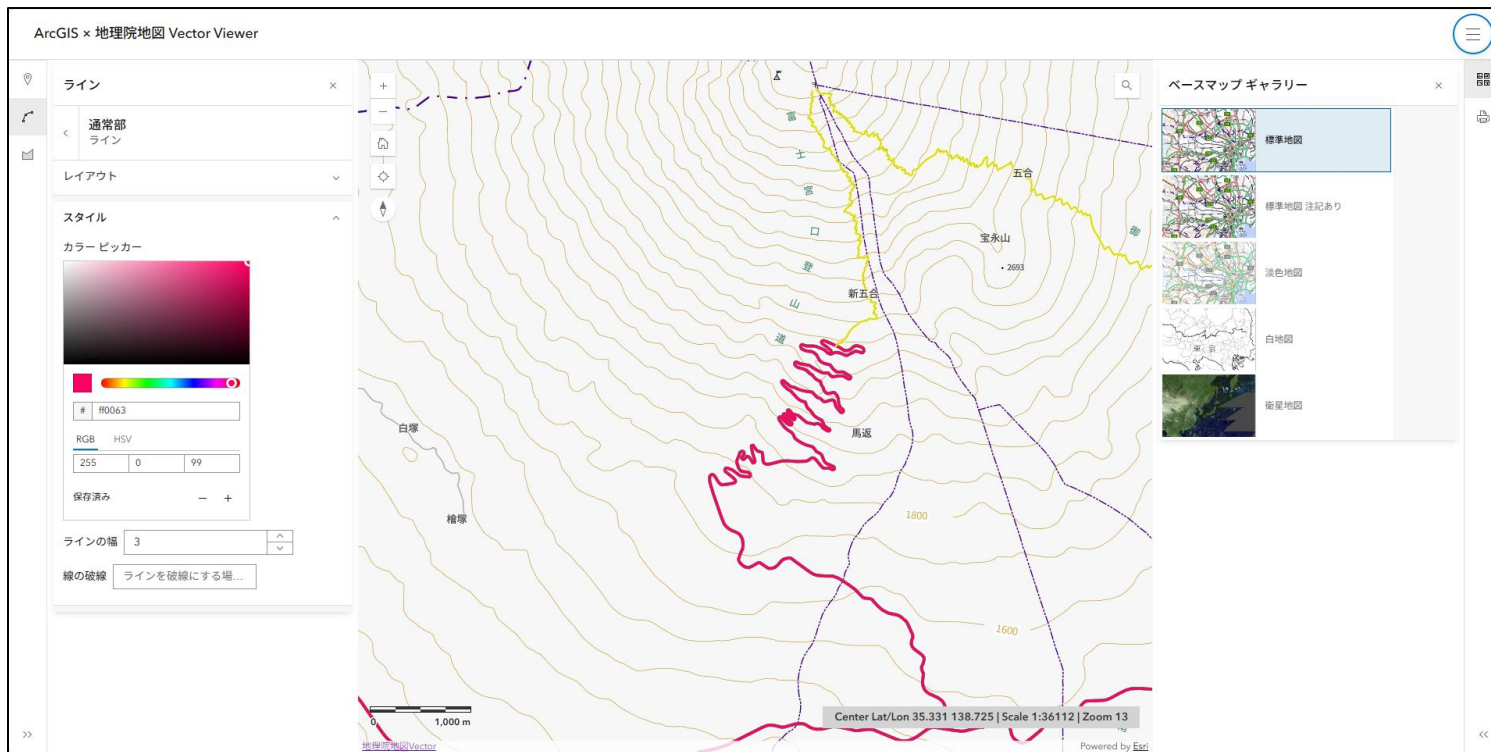 ArcGIS × 地理院地図 Vector Viewer
ライン
通常部
ライン
レイアウト
スタイル
カラー ピッカー
# ff0063
RGB HSV
255 0 99
保存済み
ラインの幅 3
線の破線 ラインを破線にする場...
富士宮口登山道
五合
御
宝永山
2693
新五合
馬返
白塚
檜塚
1800
1600
0 1,000 m
Center Lat/Lon 35.331 138.725 | Scale 1:36112 | Zoom 13
地理院地図Vector
Powered by Esri
ベースマップ ギャラリー
標準地図
標準地図 注記あり
淡色地図
白地図
衛星地図